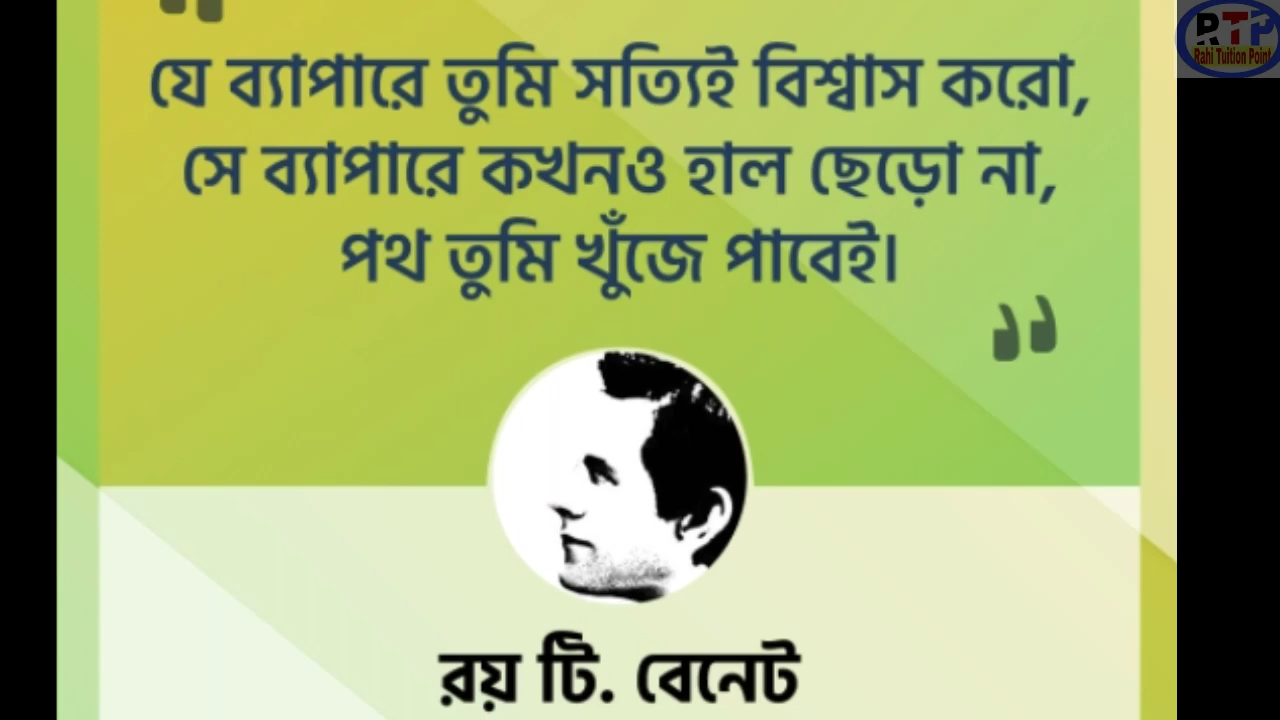 যে ব্যাপারে তুমি সত্যিই বিশ্বাস করো,
সে ব্যাপারে কখনও হাল ছেড়ো না,
পথ তুমি খুঁজে পাবেই।
রয় টি. বেনেট
RTP
Rahi Tuition Point